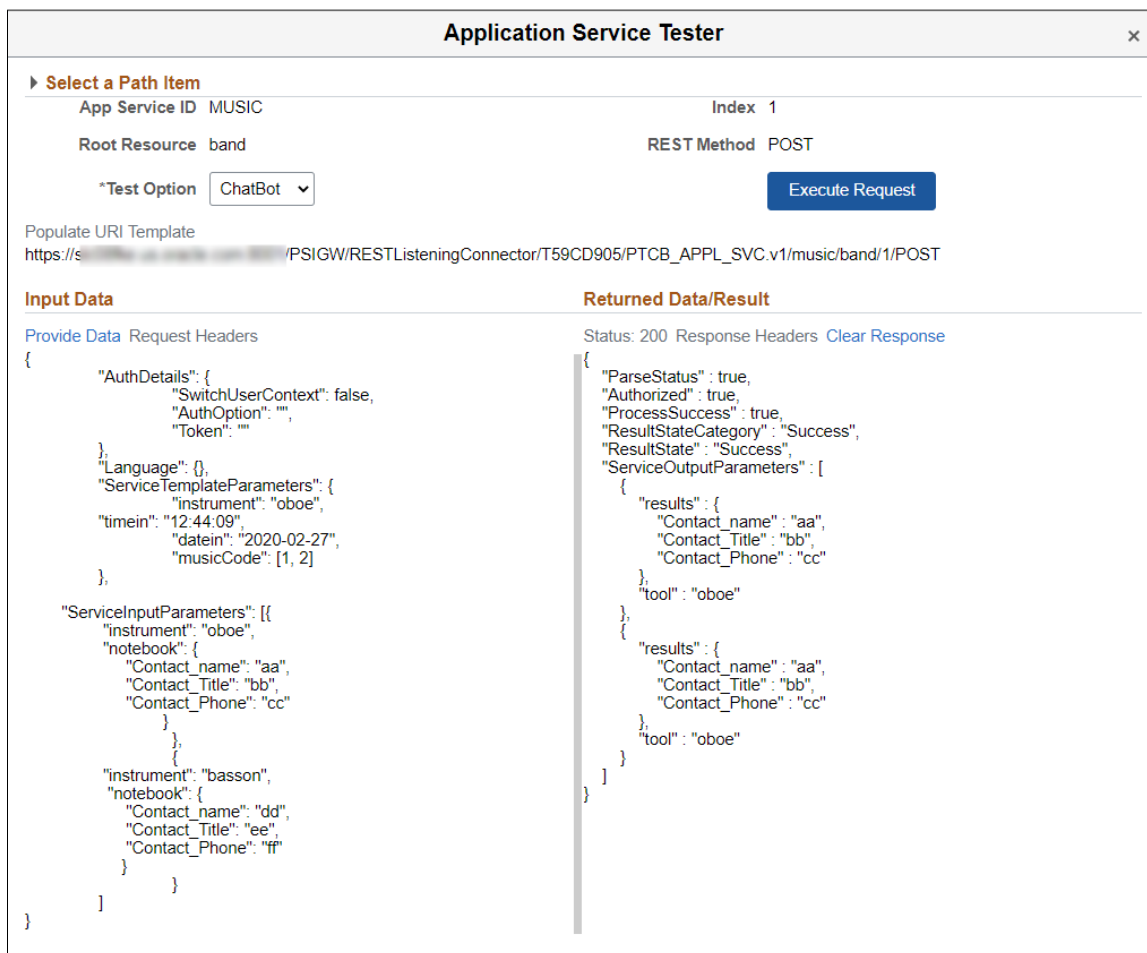 Application Service Tester
×
Select a Path Item
App Service ID MUSIC Index 1
Root Resource band REST Method POST
*Test Option ChatBot Execute Request
Populate URI Template
https://s /PSIGW/RESTListeningConnector/T59CD905/PTCB_APPL_SVC.v1/music/band/1/POST
Input Data
Provide Data Request Headers
{
"AuthDetails": {
"SwitchUserContext": false,
"AuthOption": "",
"Token": ""
},
"Language": {},
"ServiceTemplateParameters": {
"instrument": "oboe",
"timein": "12:44:09",
"datein": "2020-02-27",
"musicCode": [1, 2]
},
"ServiceInputParameters": [{
"instrument": "oboe",
"notebook": {
"Contact_name": "aa",
"Contact_Title": "bb",
"Contact_Phone": "cc"
}
},
{
"instrument": "basson",
"notebook": {
"Contact_name": "dd",
"Contact_Title": "ee",
"Contact_Phone": "ff"
}
}
]
}
Returned Data/Result
Status: 200 Response Headers Clear Response
{
"ParseStatus" : true,
"Authorized" : true,
"ProcessSuccess" : true,
"ResultStateCategory" : "Success",
"ResultState" : "Success",
"ServiceOutputParameters" : [
{
"results" : {
"Contact_name" : "aa",
"Contact_Title" : "bb",
"Contact_Phone" : "cc"
},
"tool" : "oboe"
},
{
"results" : {
"Contact_name" : "aa",
"Contact_Title" : "bb",
"Contact_Phone" : "cc"
},
"tool" : "oboe"
}
]
}